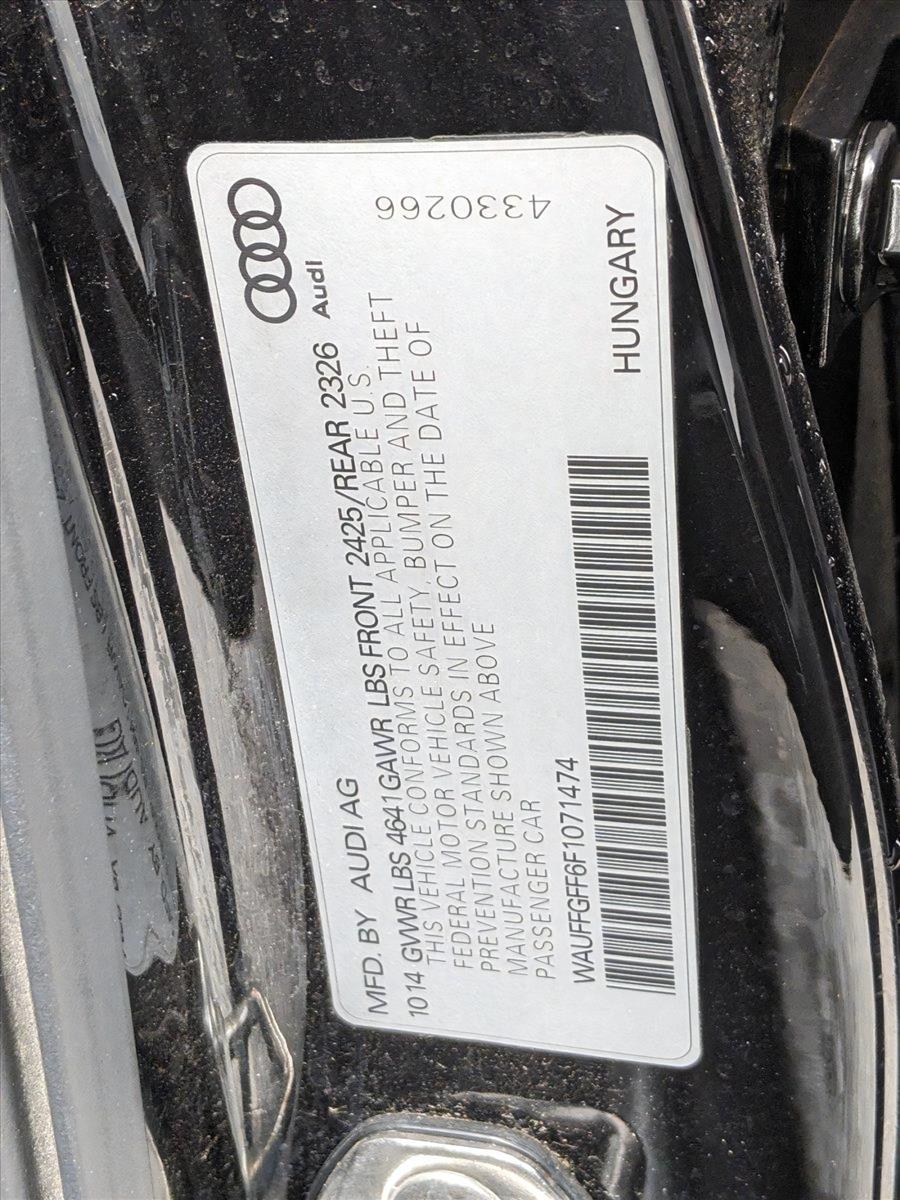 Audi
MFD. BY AUDI AG
10 14 GWVR LBS 4641 GAWR LBS FRONT 2425/REAR 2326
THIS VEHICLE CONFORMS TO ALL APPLICABLE U.S.
FEDERAL MOTOR VEHICLE SAFETY, BUMPER AND THEFT
PREVENTION STANDARDS IN EFFECT ON THE DATE OF
MANUFACTURE SHOWN ABOVE
PASSENGER CAR
4330266
WAUFFGFF6F1071474
HUNGARY